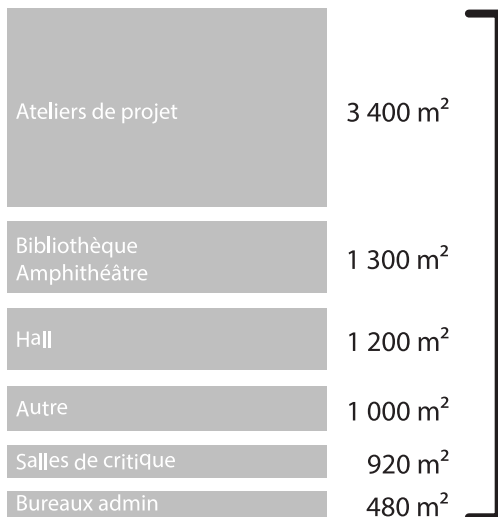 Ateliers de projet 3 400 m²
Bibliothèque
Amphithéâtre 1 300 m²
Hall 1 200 m²
Autre 1 000 m²
Salles de critique 920 m²
Bureaux admin 480 m²